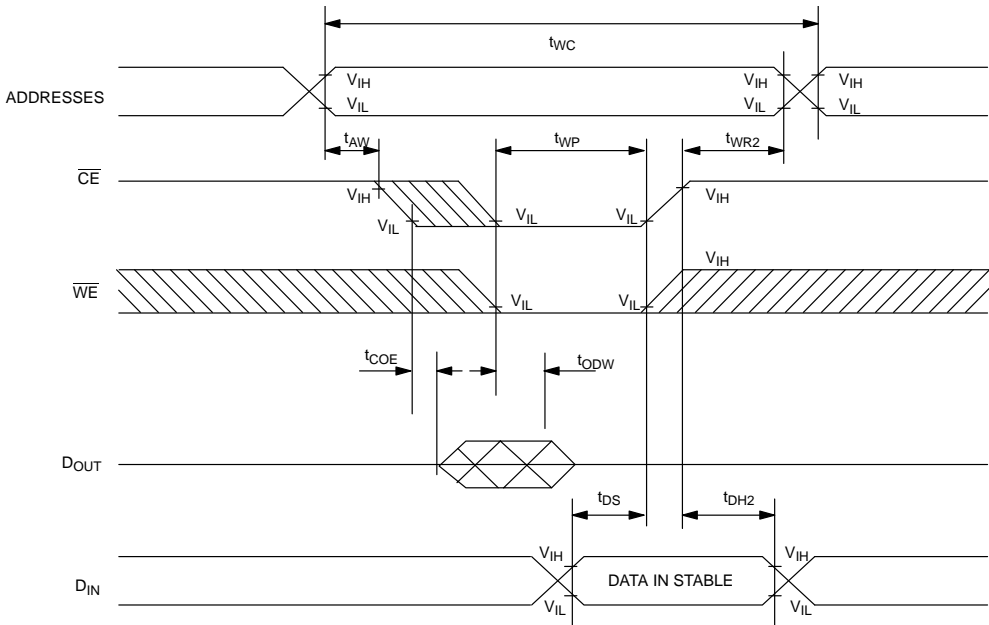 tWC
ADDRESSES
VIH
VIL
VIH
VIL
VIH
VIL
tAW
tWP
tWR2
CE
VIH
VIL
VIL
VIL
VIH
WE
VIL
VIL
VIH
tCOE
tODW
DOUT
tDS
tDH2
DIN
VIH
VIL
DATA IN STABLE
VIH
VIL